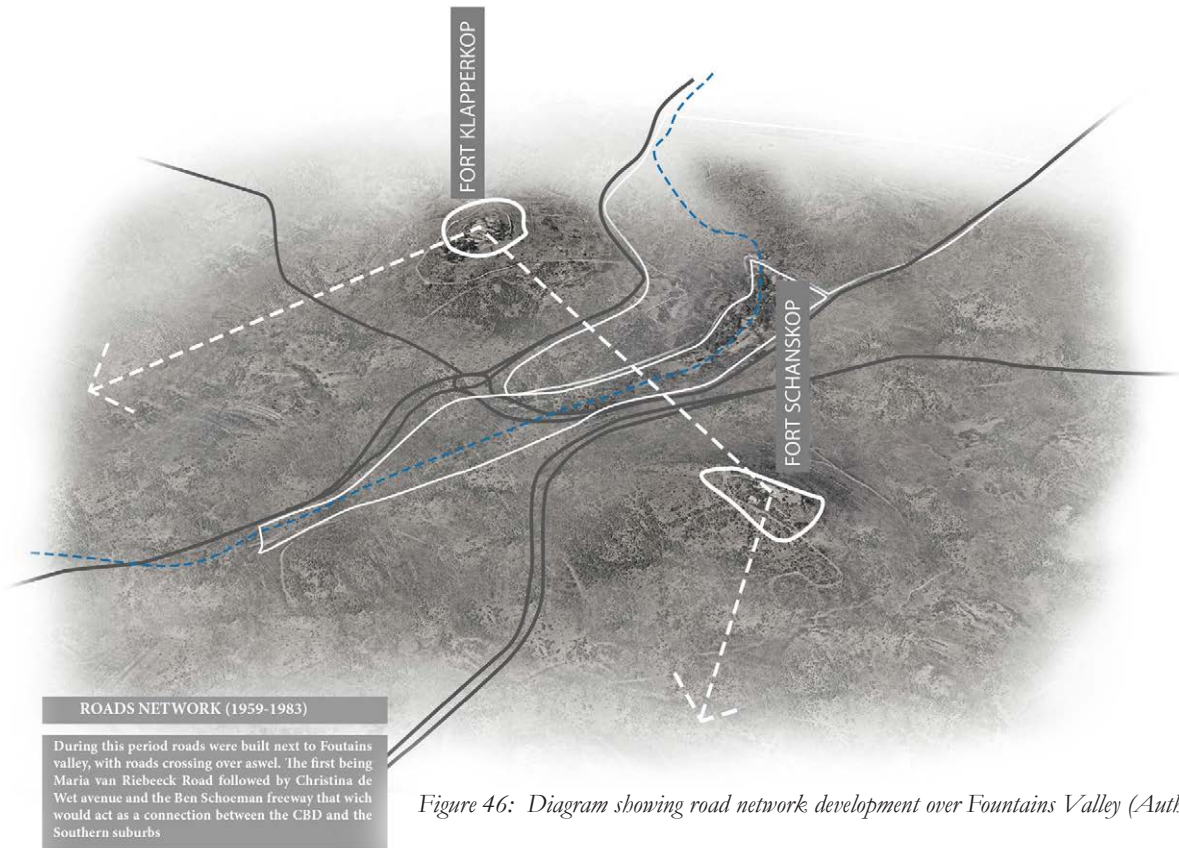 FORT KLAPPERKOP
FORT SCHANSKOP
ROADS NETWORK (1959-1983)
During this period roads were built next to Foutains
valley, with roads crossing over aswel. The first being
Maria van Riebeeck Road followed by Christina de
Wet avenue and the Ben Schoeman freeway that wich
would act as a connection between the CBD and the
Southern suburbs
Figure 46: Diagram showing road network development over Fountains Valley (Auth